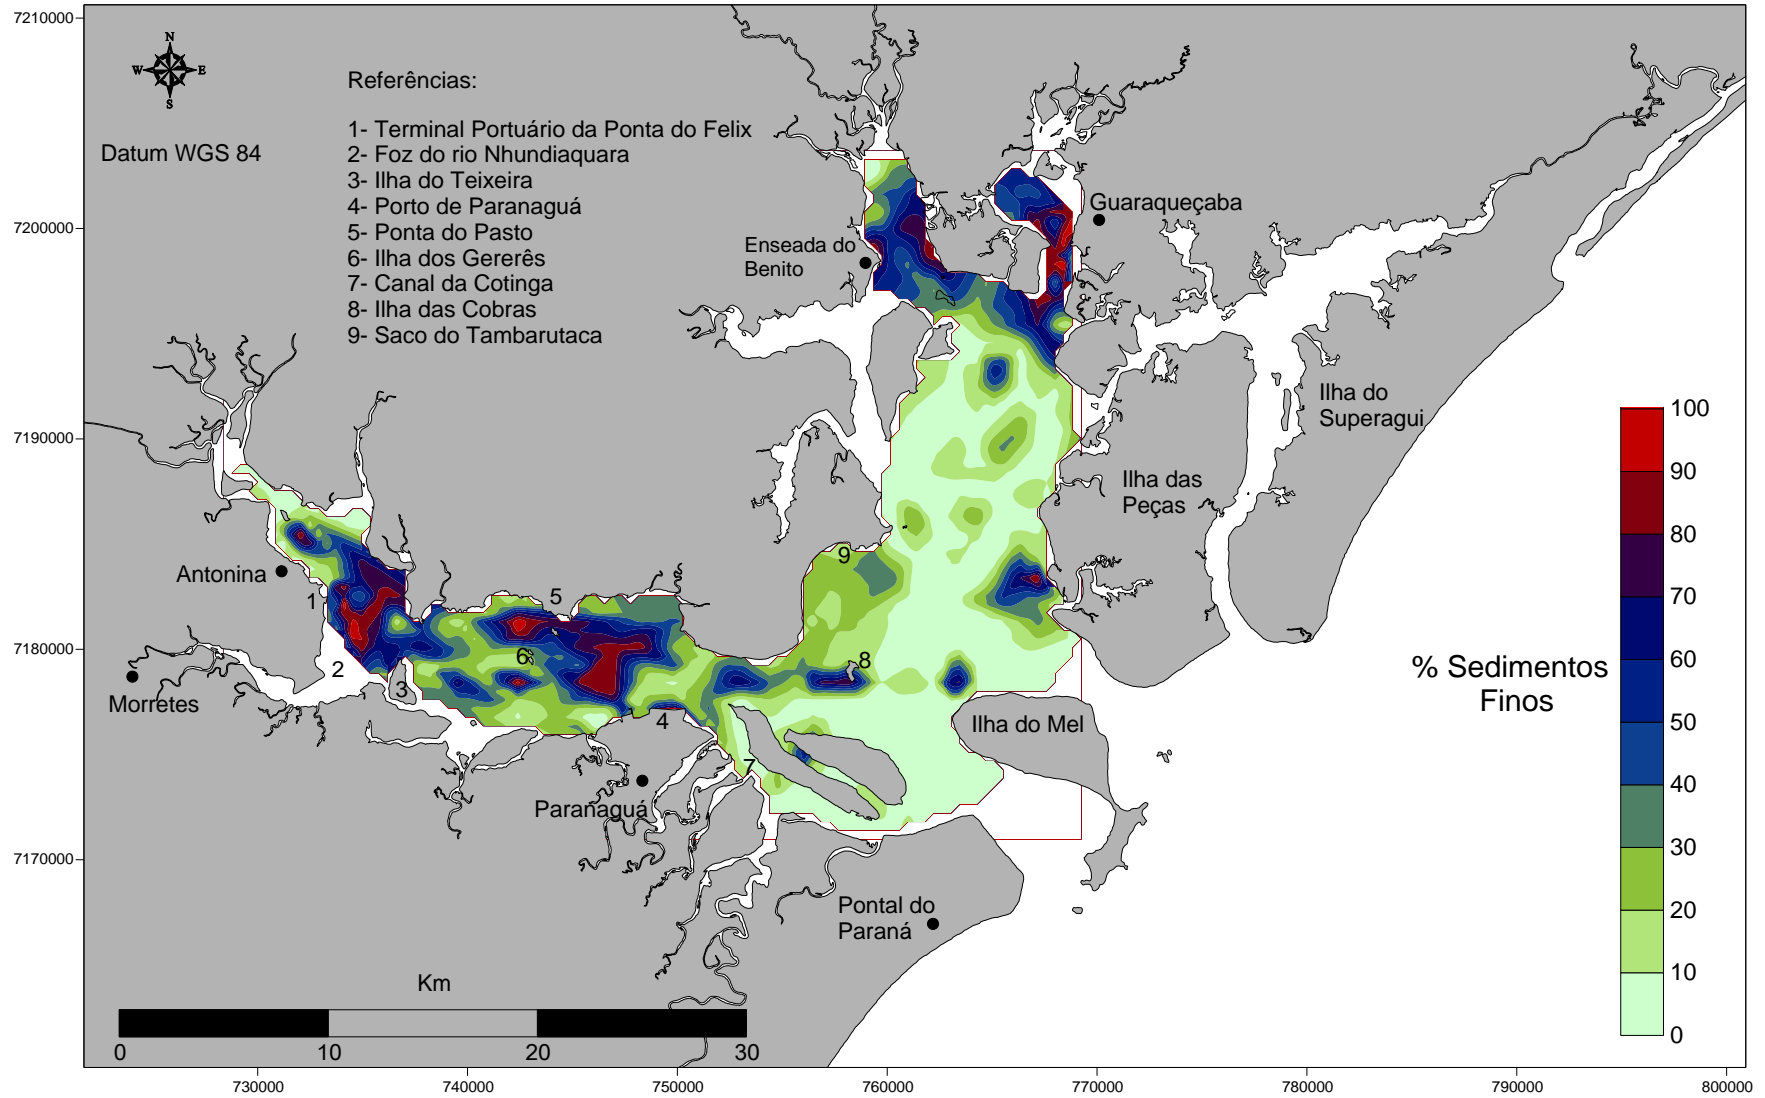 7210000
7200000
7190000
7180000
7170000
N
W
E
S
Datum WGS 84
Referências:
1- Terminal Portuário da Ponta do Felix
2- Foz do rio Nhundiaquara
3- Ilha do Teixeira
4- Porto de Paranaguá
5- Ponta do Pasto
6- Ilha dos Gererês
7- Canal da Cotinga
8- Ilha das Cobras
9- Saco do Tambarutaca
Guaraqueçaba
Enseada do
Benito
Ilha do
Superagui
Ilha das
Peças
9
Antonina
1
5
6
8
2
3
4
Morretes
Ilha do Mel
7
Paranaguá
Pontal do
Paraná
% Sedimentos
Finos
100
90
80
70
60
50
40
30
20
10
0
Km
0
10
20
30
730000
740000
750000
760000
770000
780000
790000
800000